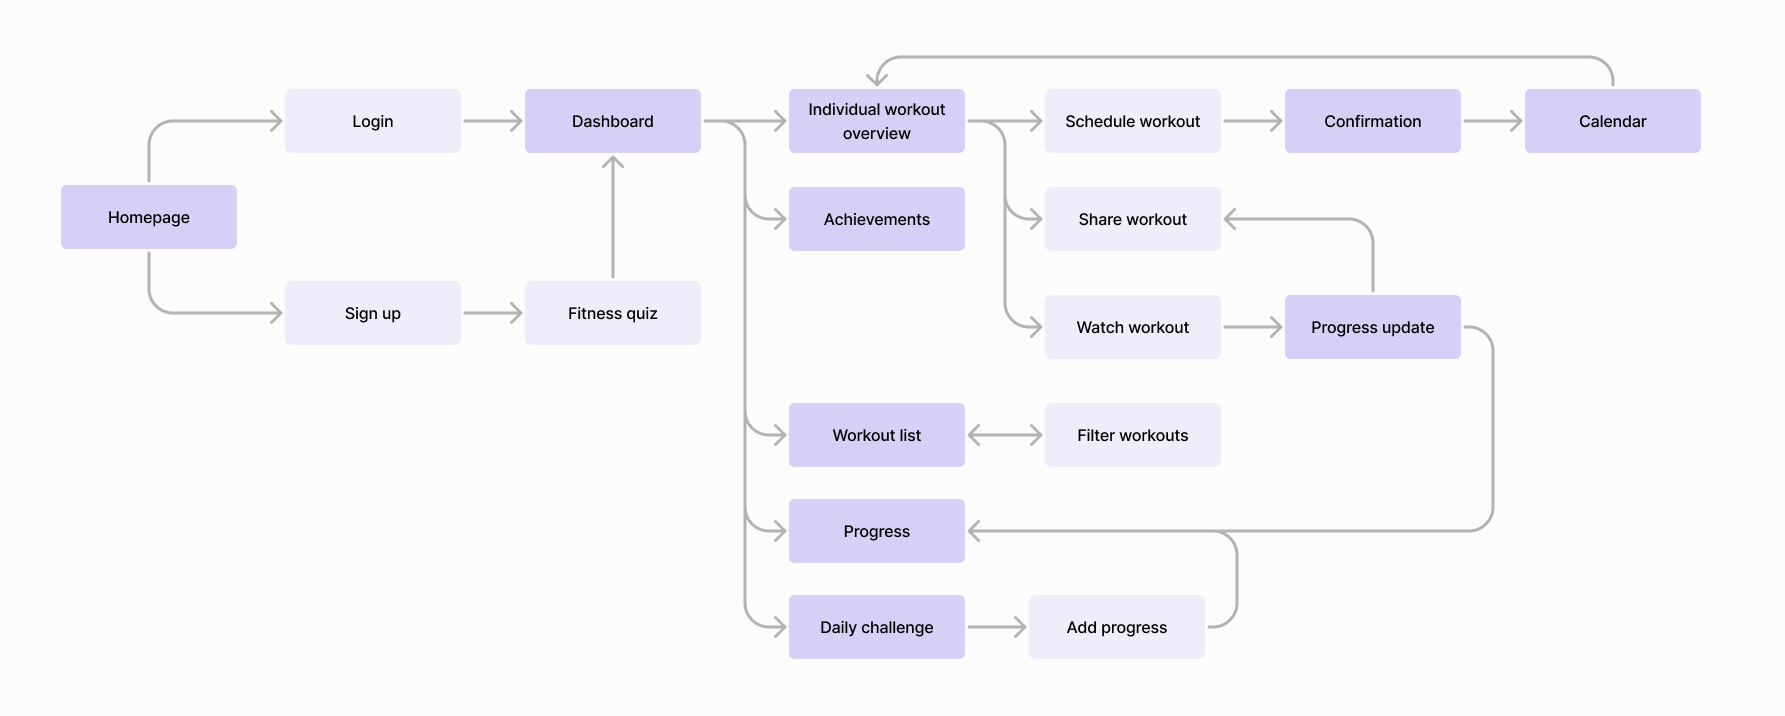 Login
Dashboard
Individual workout
overview
Schedule workout
Confirmation
Calendar
Homepage
Achievements
Share workout
Sign up
Fitness quiz
Watch workout
Progress update
Workout list
Filter workouts
Progress
Daily challenge
Add progress